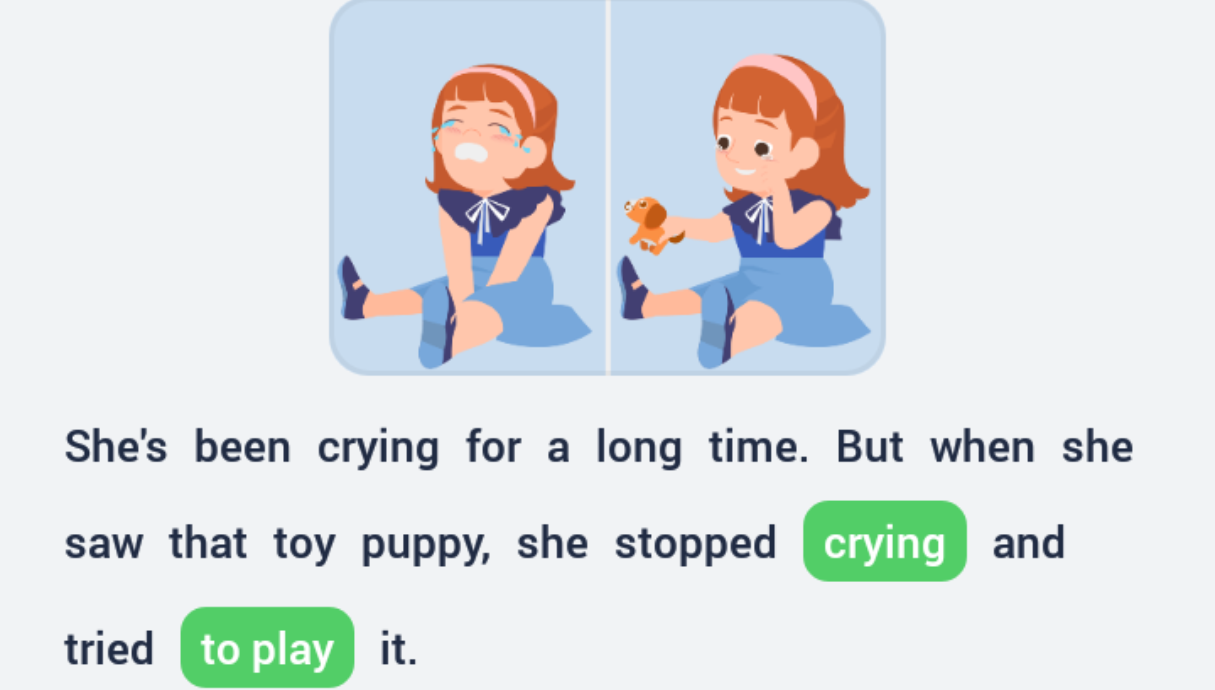 She's been crying for a long time. But when she
saw that toy puppy, she stopped crying and
tried to play it.